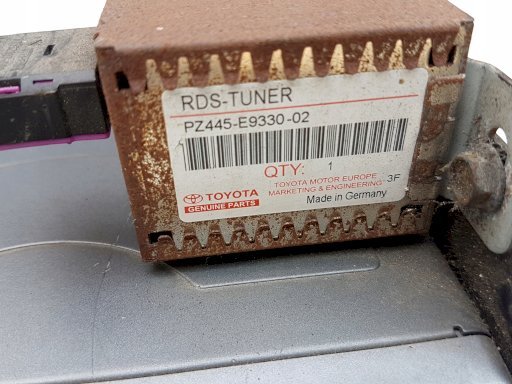 RDS-TUNER
PZ445-E9330-02
QTY: 1
TOYOTA MOTOR EUROPE
MARKETING & ENGINEERING 3F
TOYOTA
GENUINE PARTS
Made in Germany